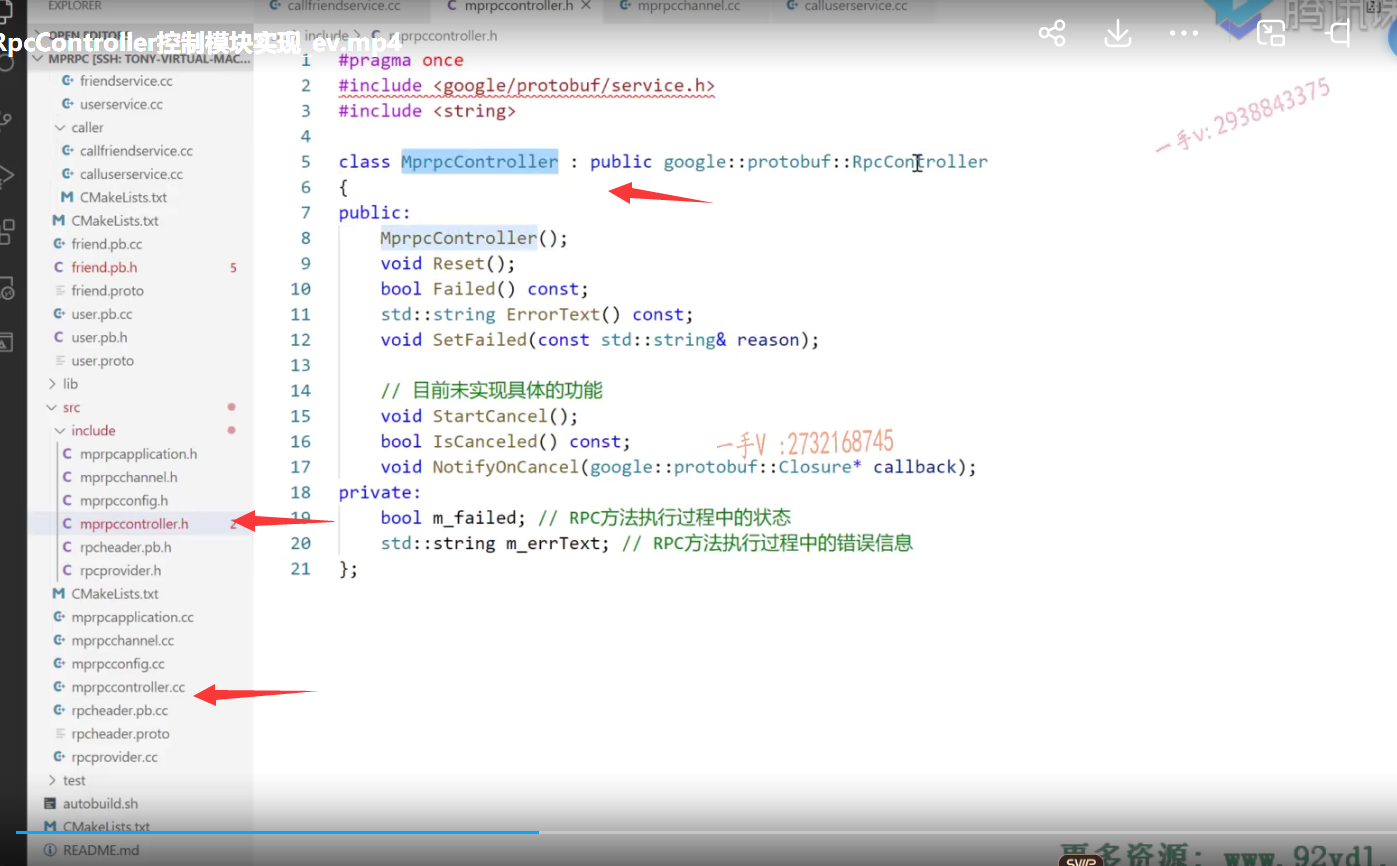 EXPLORER
callfriendservice.cc
mprpccontroller.h
mprpcchannel.cc
calluserservice.cc
腾讯课
OPEN EDITORS
RpcController控制模块实现_ev.mp4
include > mprpccontroller.h
MPRPC [SSH: TONY-VIRTUAL-MAC...
friendservice.cc
userservice.cc
caller
callfriendservice.cc
calluserservice.cc
CMakeLists.txt
CMakeLists.txt
friend.pb.cc
friend.pb.h 5
friend.proto
user.pb.cc
user.pb.h
user.proto
lib
src
include
mprpcapplication.h
mprpcchannel.h
mprpcconfig.h
mprpccontroller.h 2
rpcheader.pb.h
rpcprovider.h
CMakeLists.txt
mprpcapplication.cc
mprpcchannel.cc
mprpcconfig.cc
mprpccontroller.cc
rpcheader.pb.cc
rpcheader.proto
rpcprovider.cc
test
autobuild.sh
CMakeLists.txt
README.md
1 #pragma once
2 #include <google/protobuf/service.h>
3 #include <string>
4
5 class MprpcController : public google::protobuf::RpcController
6 {
7 public:
8 MprpcController();
9 void Reset();
10 bool Failed() const;
11 std::string ErrorText() const;
12 void SetFailed(const std::string& reason);
13
14 // 目前未实现具体的功能
15 void StartCancel();
16 bool IsCanceled() const;
17 void NotifyOnCancel(google::protobuf::Closure* callback);
18 private:
19 bool m_failed; // RPC方法执行过程中的状态
20 std::string m_errText; // RPC方法执行过程中的错误信息
21 };
一手v: 2938843375
一手V :2732168745
SVIP
更多资源: www.92yd1.